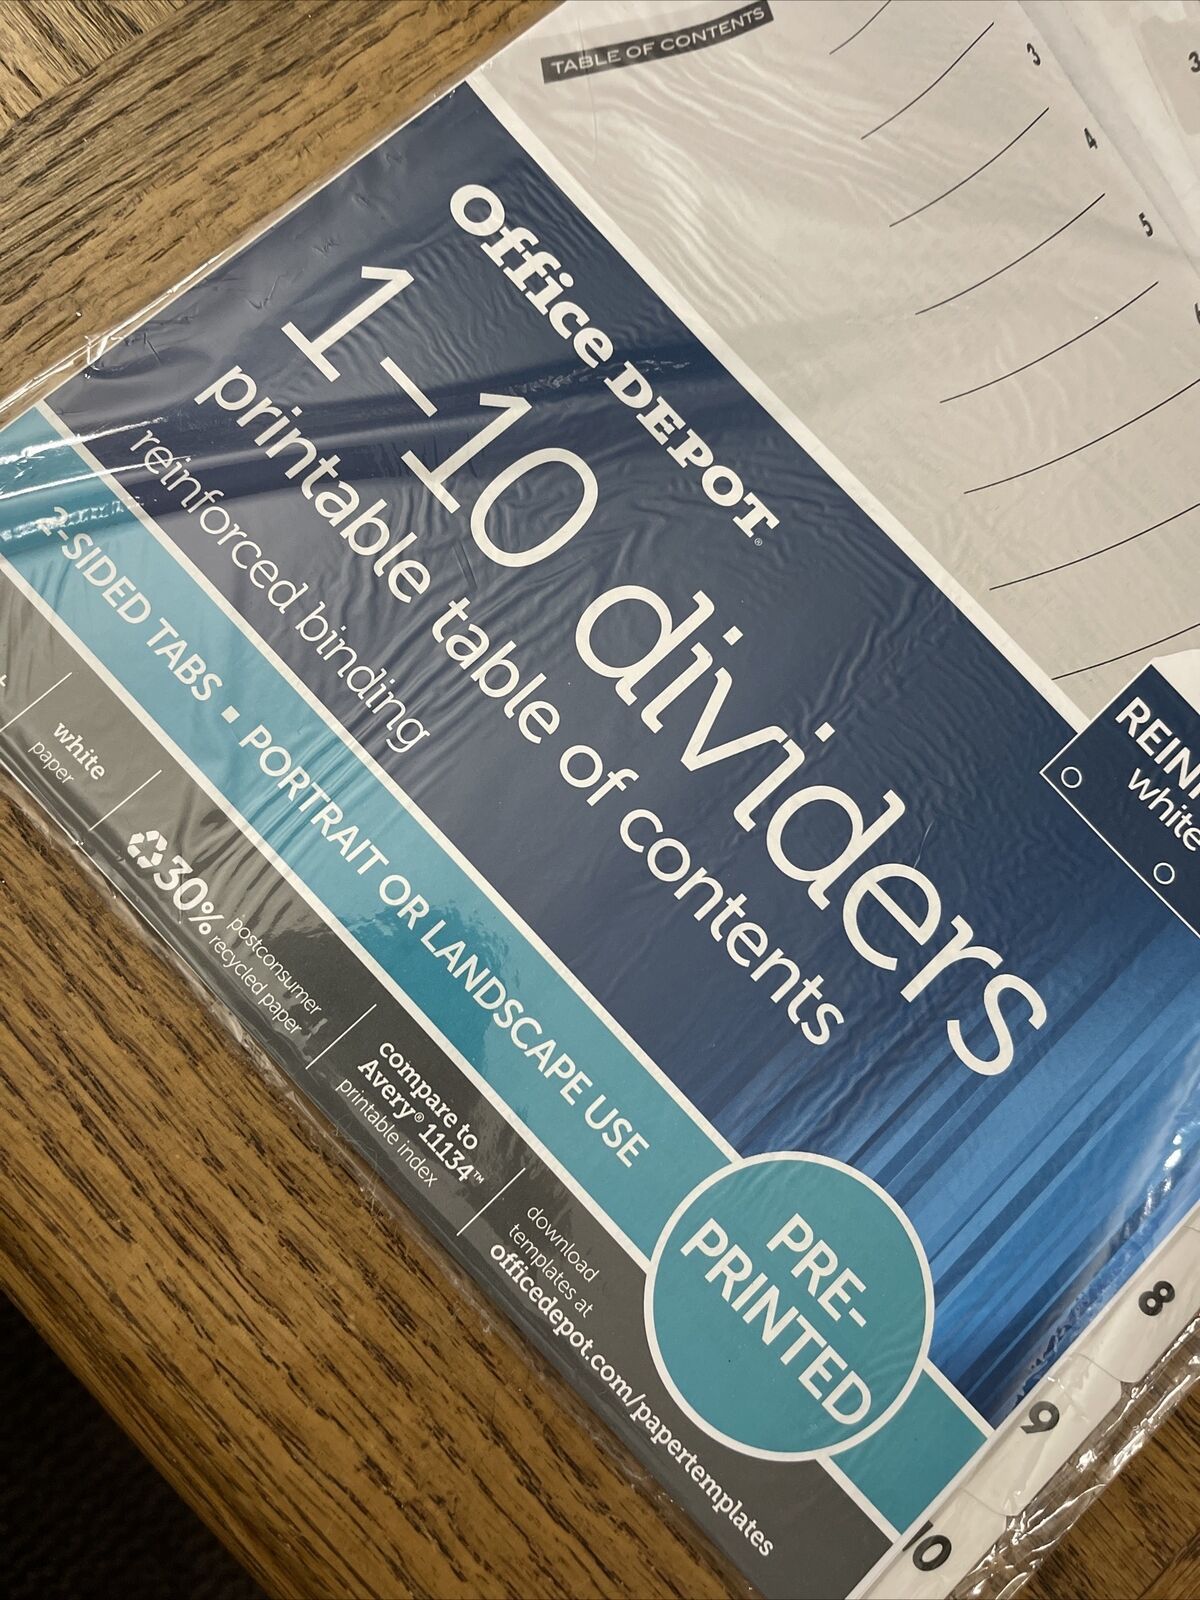 TABLE OF CONTENTS
3
4
5
3
Office DEPOT®
1–10 dividers
printable table of contents
reinforced binding
2-SIDED TABS ▪ PORTRAIT OR LANDSCAPE USE
white
paper
30%
postconsumer
recycled paper
compare to
Avery® 11134™
printable index
download
templates at
officedepot.com/papertemplates
PRE-
PRINTED
white
8
9
10